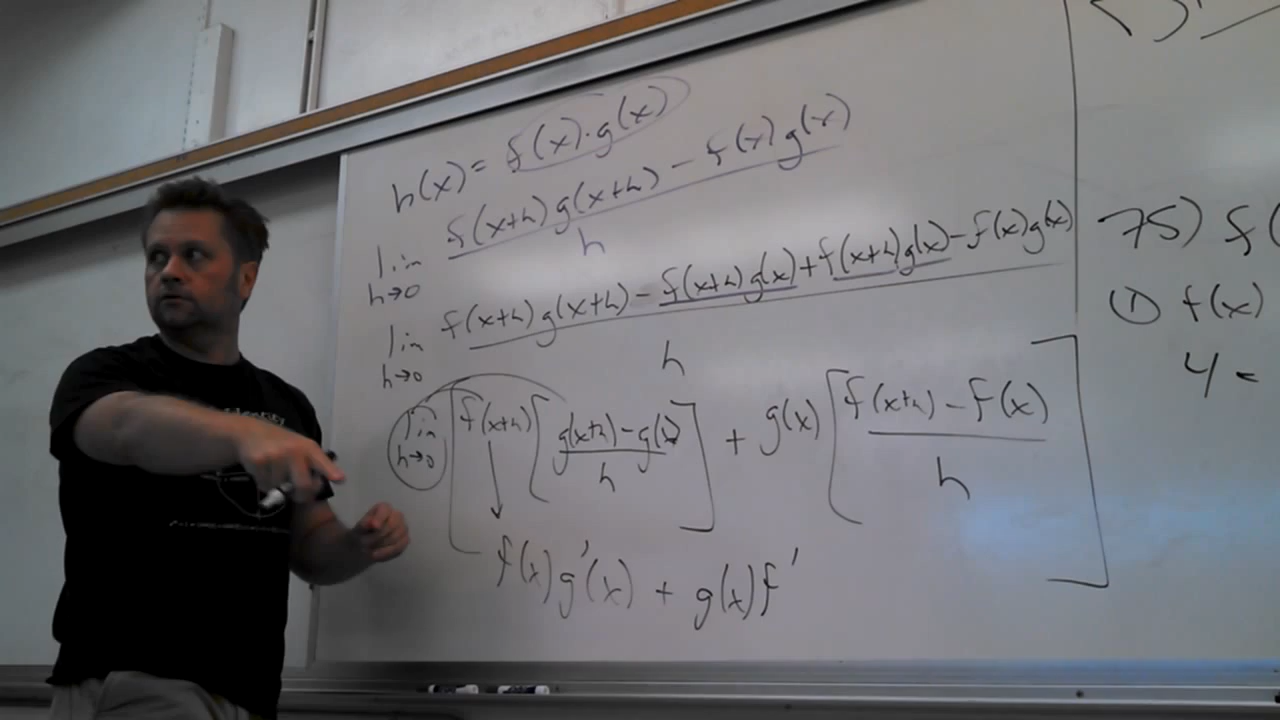 h(x) = f(x)·g(x)
lim h→0 f(x+h)g(x+h) - f(x)g(x)
h
lim h→0 f(x+h)g(x+h) - f(x+h)g(x) + f(x+h)g(x) - f(x)g(x)
h
lim h→0 [f(x+h)[g(x+h)-g(x)
h
] + g(x)[f(x+h) - f(x)
h
]
f(x)g'(x) + g(x)f'
75) f(
① f(x)
4 =